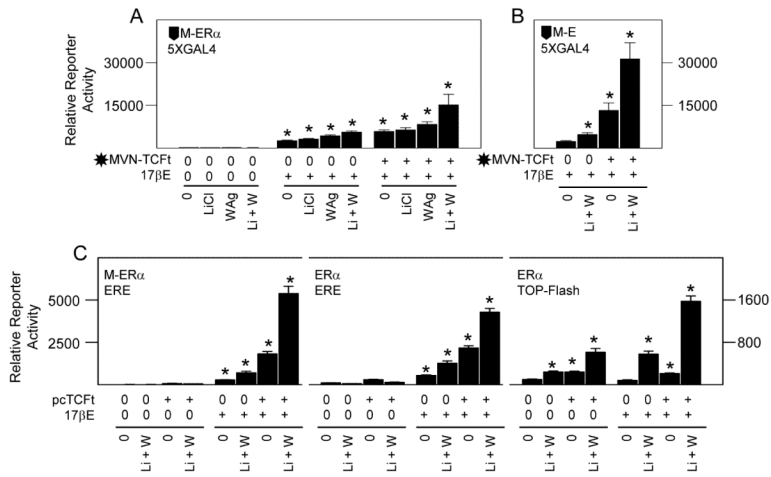 A
M-ERα
5XGAL4
Relative Reporter
Activity
30000
15000
MVN-TCFt 0 0 0 0 0 0 0 0 + + + +
17βE 0 0 0 0 + + + + + + + +
0 LiCl WAg Li + W 0 LiCl WAg Li + W 0 LiCl WAg Li + W
* * * * * * * *
B
M-E
5XGAL4
30000
15000
MVN-TCFt 0 0 + +
17βE + + + +
0 Li + W 0 Li + W
* * *
C
M-ERα
ERE
ERα
ERE
ERα
TOP-Flash
Relative Reporter
Activity
5000
2500
1600
800
* * * * * * * * * * * * * *
pcTCFt 0 0 + + 0 0 + + 0 0 + + 0 0 + + 0 0 + + 0 0 + +
17βE 0 0 0 0 + + + + 0 0 0 0 + + + + 0 0 0 0 + + + +
0 Li + W 0 Li + W 0 Li + W 0 Li + W 0 Li + W 0 Li + W 0 Li + W 0 Li + W 0 Li + W 0 Li + W 0 Li + W 0 Li + W